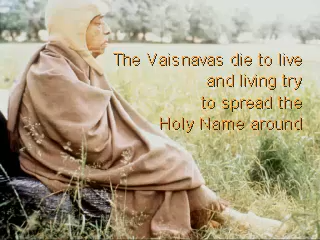 The Vaisnavas die to live
and living try
to spread the
Holy Name around